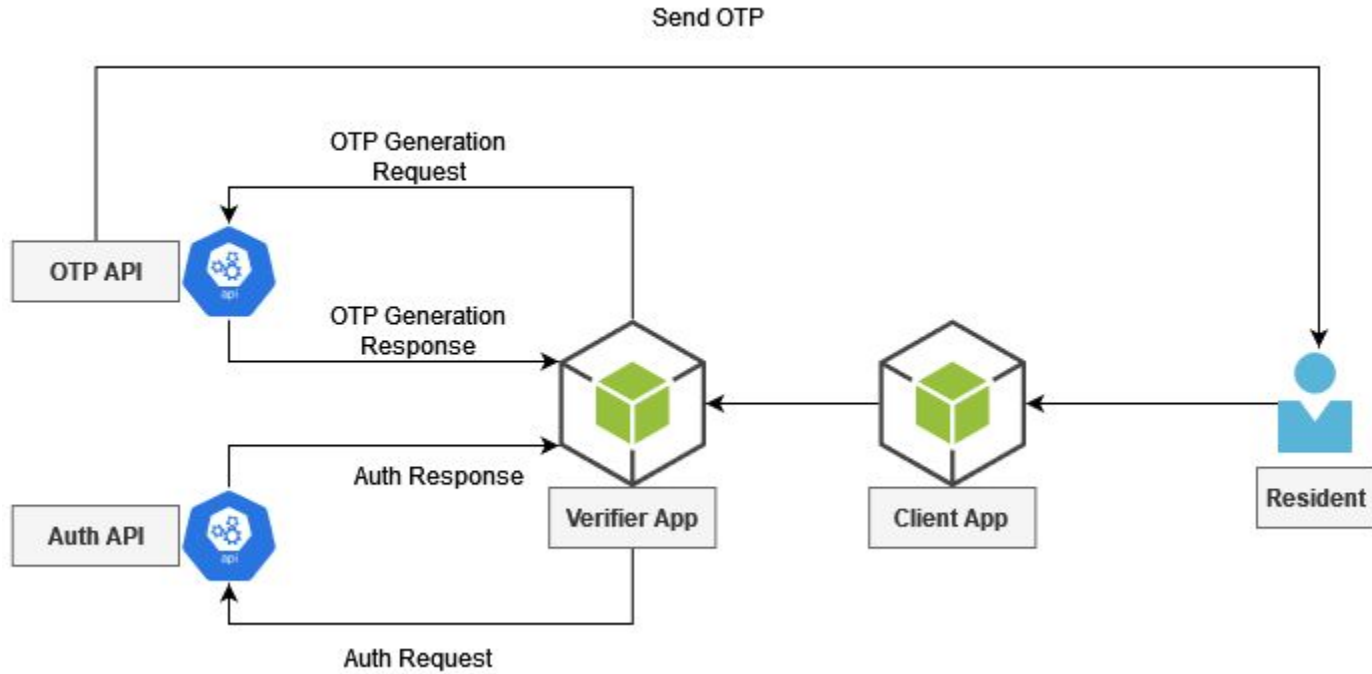 Send OTP
OTP Generation
Request
OTP API
api
OTP Generation
Response
Auth Response
Auth API
api
Verifier App
Client App
Resident
Auth Request